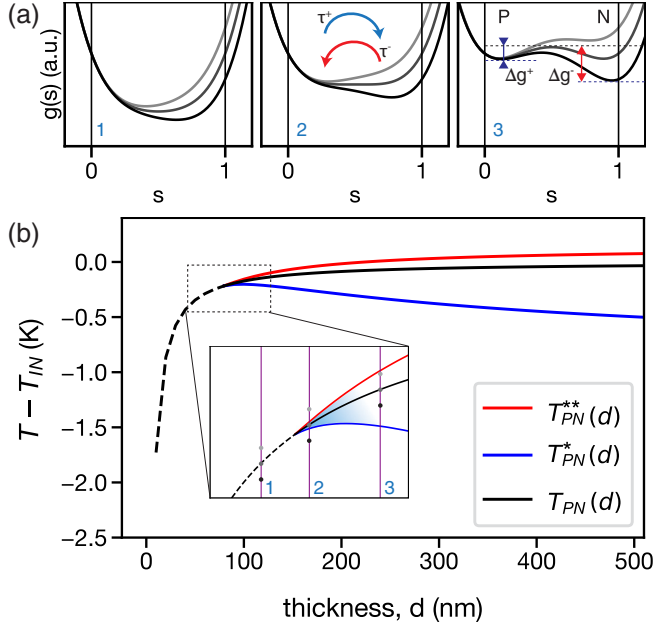 (a)
g(s) (a.u.)
τ⁺
τ⁻
P
N
Δg⁺
Δg⁻
1
2
3
0
1
0
1
0
1
s
s
s
(b)
T − T_IN (K)
0.0
−0.5
−1.0
−1.5
−2.0
−2.5
1
2
3
T**_PN(d)
T*_PN(d)
T_PN(d)
0
100
200
300
400
500
thickness, d (nm)